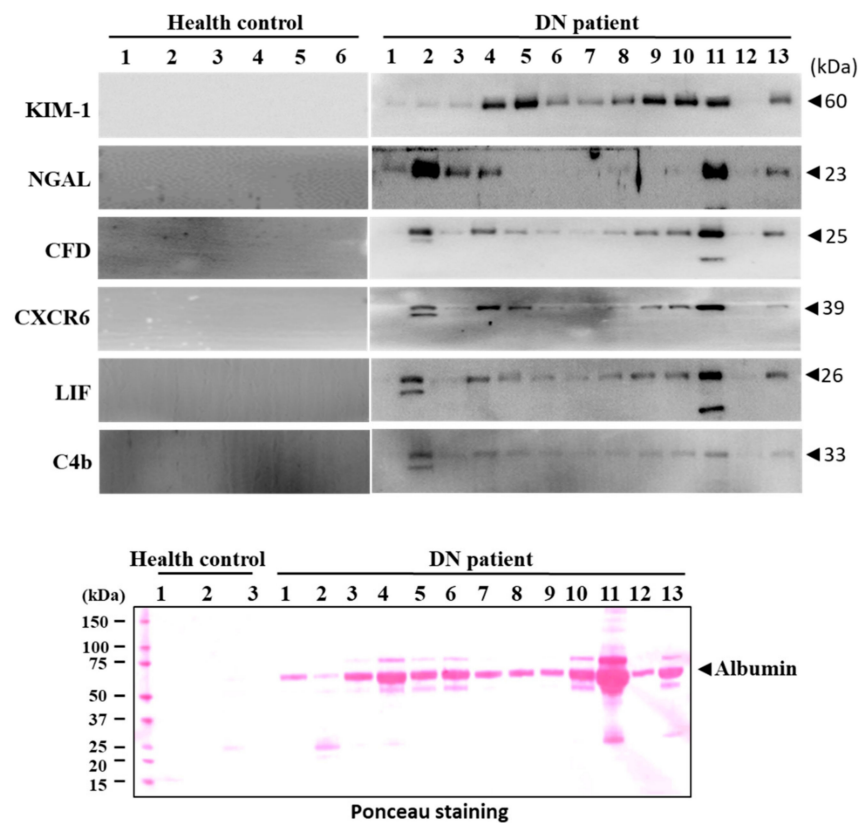 Health control DN patient
1 2 3 4 5 6 1 2 3 4 5 6 7 8 9 10 11 12 13 (kDa)
KIM-1 ◄60
NGAL ◄23
CFD ◄25
CXCR6 ◄39
LIF ◄26
C4b ◄33
Health control DN patient
(kDa) 1 2 3 1 2 3 4 5 6 7 8 9 10 11 12 13
150
100
75 ◄Albumin
50
37
25
20
15
Ponceau staining